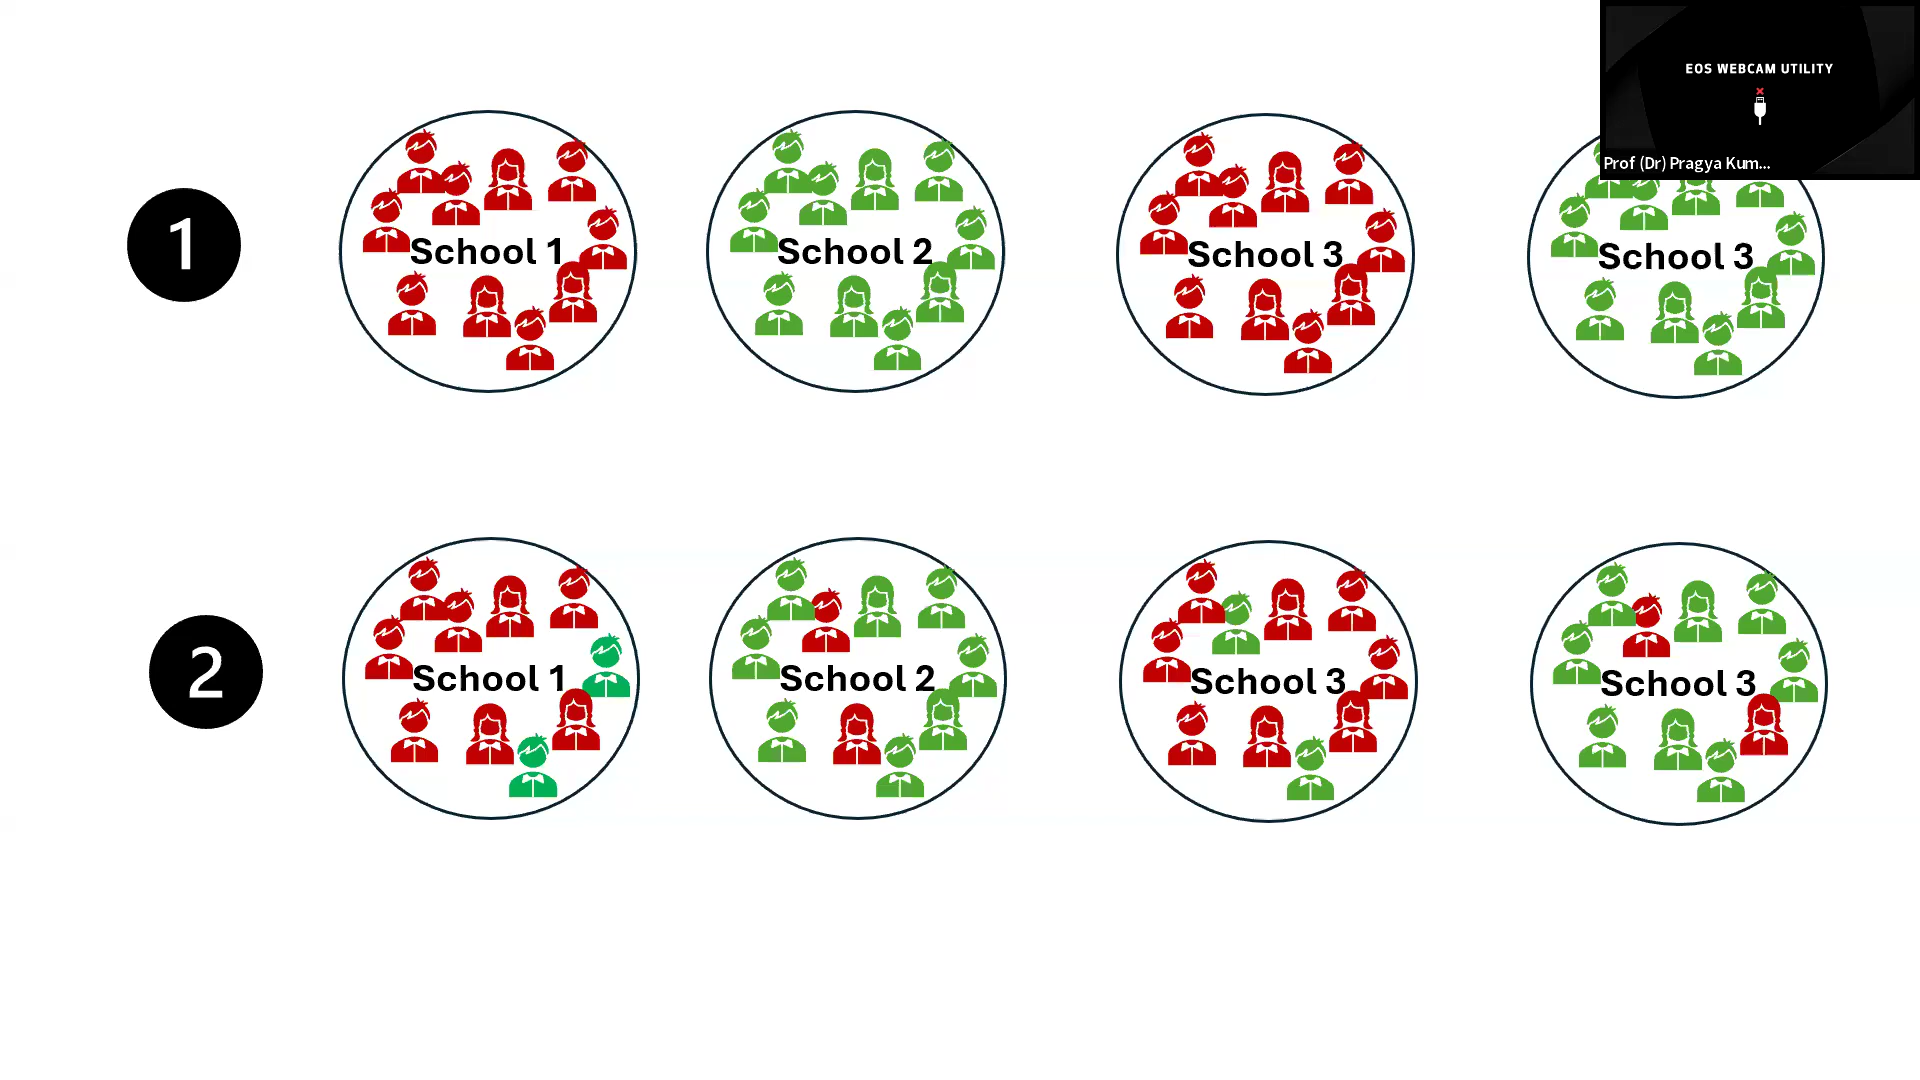 EOS WEBCAM UTILITY
Prof (Dr) Pragya Kum...
1
School 1
School 2
School 3
School 3
2
School 1
School 2
School 3
School 3